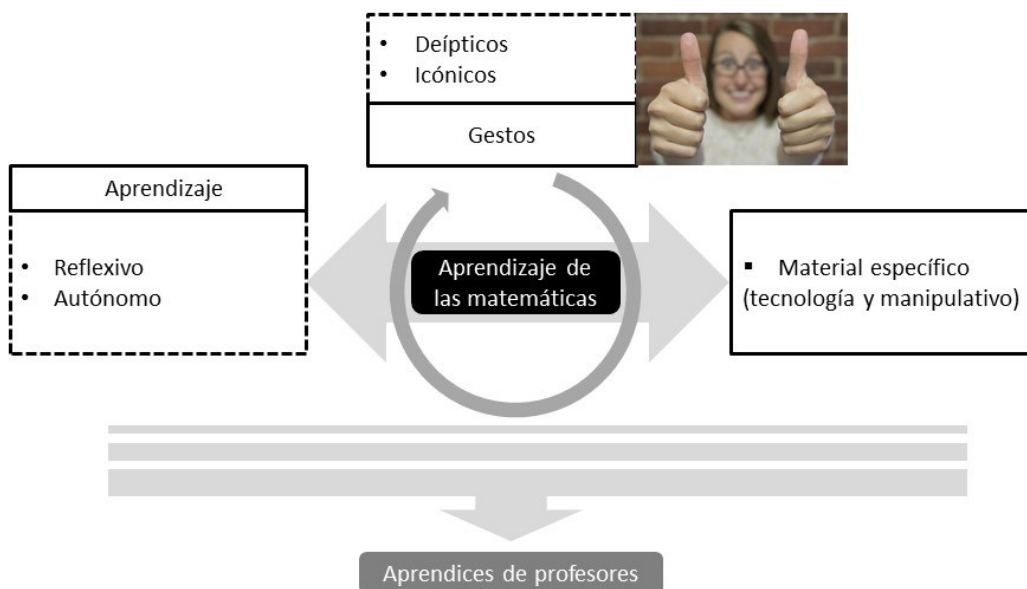 • Deípticos
• Icónicos
Gestos
Aprendizaje
• Reflexivo
• Autónomo
Aprendizaje de
las matemáticas
▪ Material específico
(tecnología y manipulativo)
Aprendices de profesores